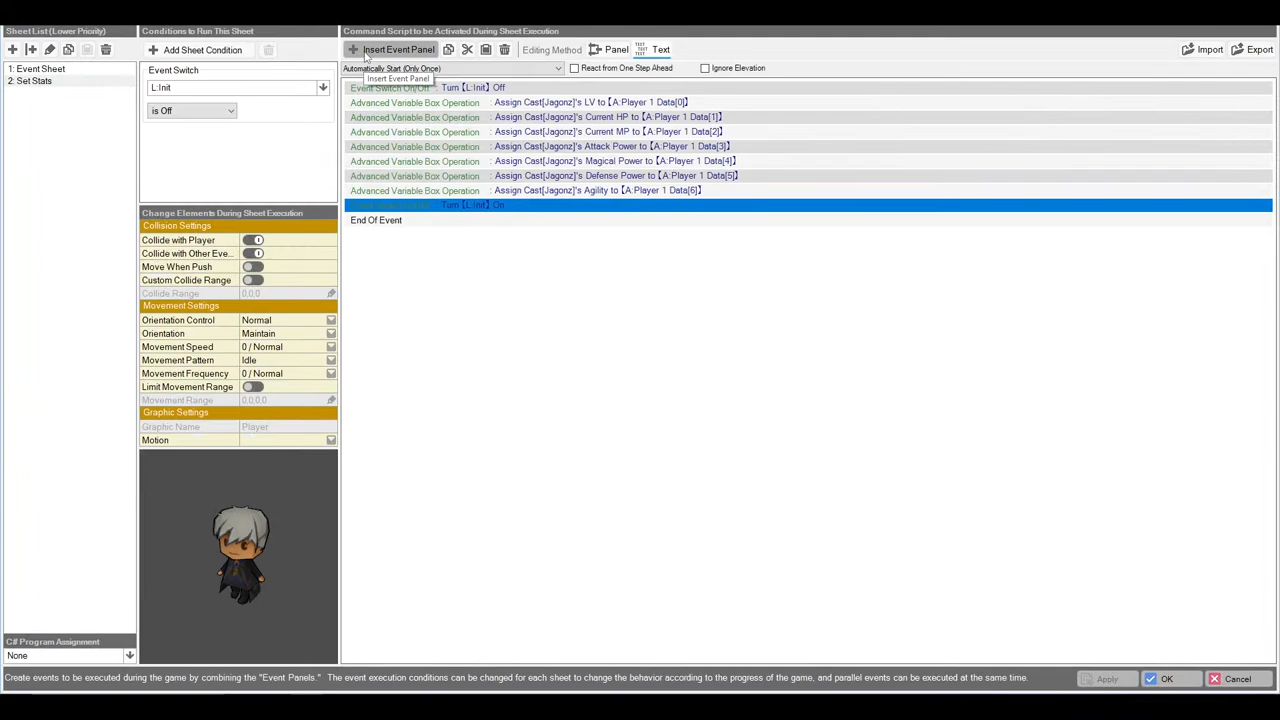 Sheet List (Lower Priority)
1: Event Sheet
2: Set Stats
C# Program Assignment
None
Conditions to Run This Sheet
Add Sheet Condition
Event Switch
L:Init
is Off
Change Elements During Sheet Execution
Collision Settings
Collide with Player
Collide with Other Eve...
Move When Push
Custom Collide Range
Collide Range 0,0,0
Movement Settings
Orientation Control Normal
Orientation Maintain
Movement Speed 0 / Normal
Movement Pattern Idle
Movement Frequency 0 / Normal
Limit Movement Range
Movement Range 0,0,0,0
Graphic Settings
Graphic Name Player
Motion
Command Script to be Activated During Sheet Execution
Insert Event Panel Editing Method Panel TEXT TEXT TEXT Text Import Export
Automatically Start (Only Once) React from One Step Ahead Ignore Elevation
Insert Event Panel
Event Switch On/Off : Turn【L:Init】Off
Advanced Variable Box Operation : Assign Cast[Jagonz]'s LV to【A:Player 1 Data[0]】
Advanced Variable Box Operation : Assign Cast[Jagonz]'s Current HP to【A:Player 1 Data[1]】
Advanced Variable Box Operation : Assign Cast[Jagonz]'s Current MP to【A:Player 1 Data[2]】
Advanced Variable Box Operation : Assign Cast[Jagonz]'s Attack Power to【A:Player 1 Data[3]】
Advanced Variable Box Operation : Assign Cast[Jagonz]'s Magical Power to【A:Player 1 Data[4]】
Advanced Variable Box Operation : Assign Cast[Jagonz]'s Defense Power to【A:Player 1 Data[5]】
Advanced Variable Box Operation : Assign Cast[Jagonz]'s Agility to【A:Player 1 Data[6]】
Event Switch On/Off : Turn【L:Init】On
End Of Event
Create events to be executed during the game by combining the "Event Panels." The event execution conditions can be changed for each sheet to change the behavior according to the progress of the game, and parallel events can be executed at the same time.
Apply OK Cancel